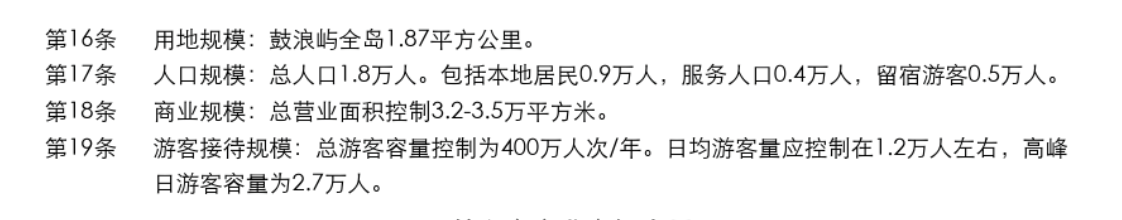 第16条 用地规模：鼓浪屿全岛1.87平方公里。
第17条 人口规模：总人口1.8万人。包括本地居民0.9万人，服务人口0.4万人，留宿游客0.5万人。
第18条 商业规模：总营业面积控制3.2-3.5万平方米。
第19条 游客接待规模：总游客容量控制为400万人次/年。日均游客量应控制在1.2万人左右，高峰
日游客容量为2.7万人。